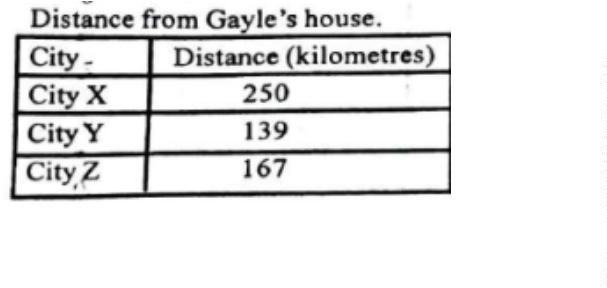 Distance from Gayle's house.
City - Distance (kilometres)
City X 250
City Y 139
City Z 167